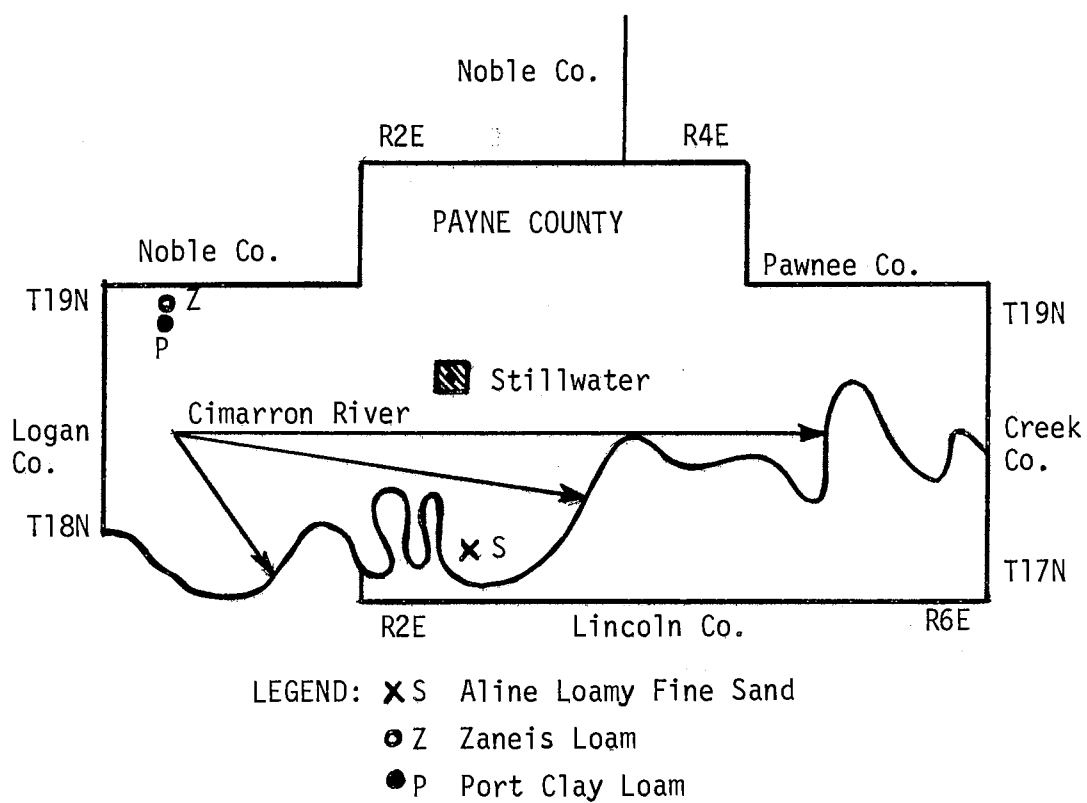 Noble Co.
R2E R4E
PAYNE COUNTY
Noble Co.
Pawnee Co.
T19N Z T19N
P
Stillwater
Cimarron River
Logan Co.
Creek Co.
T18N S
T17N
R2E Lincoln Co. R6E
LEGEND: S Aline Loamy Fine Sand
Z Zaneis Loam
P Port Clay Loam